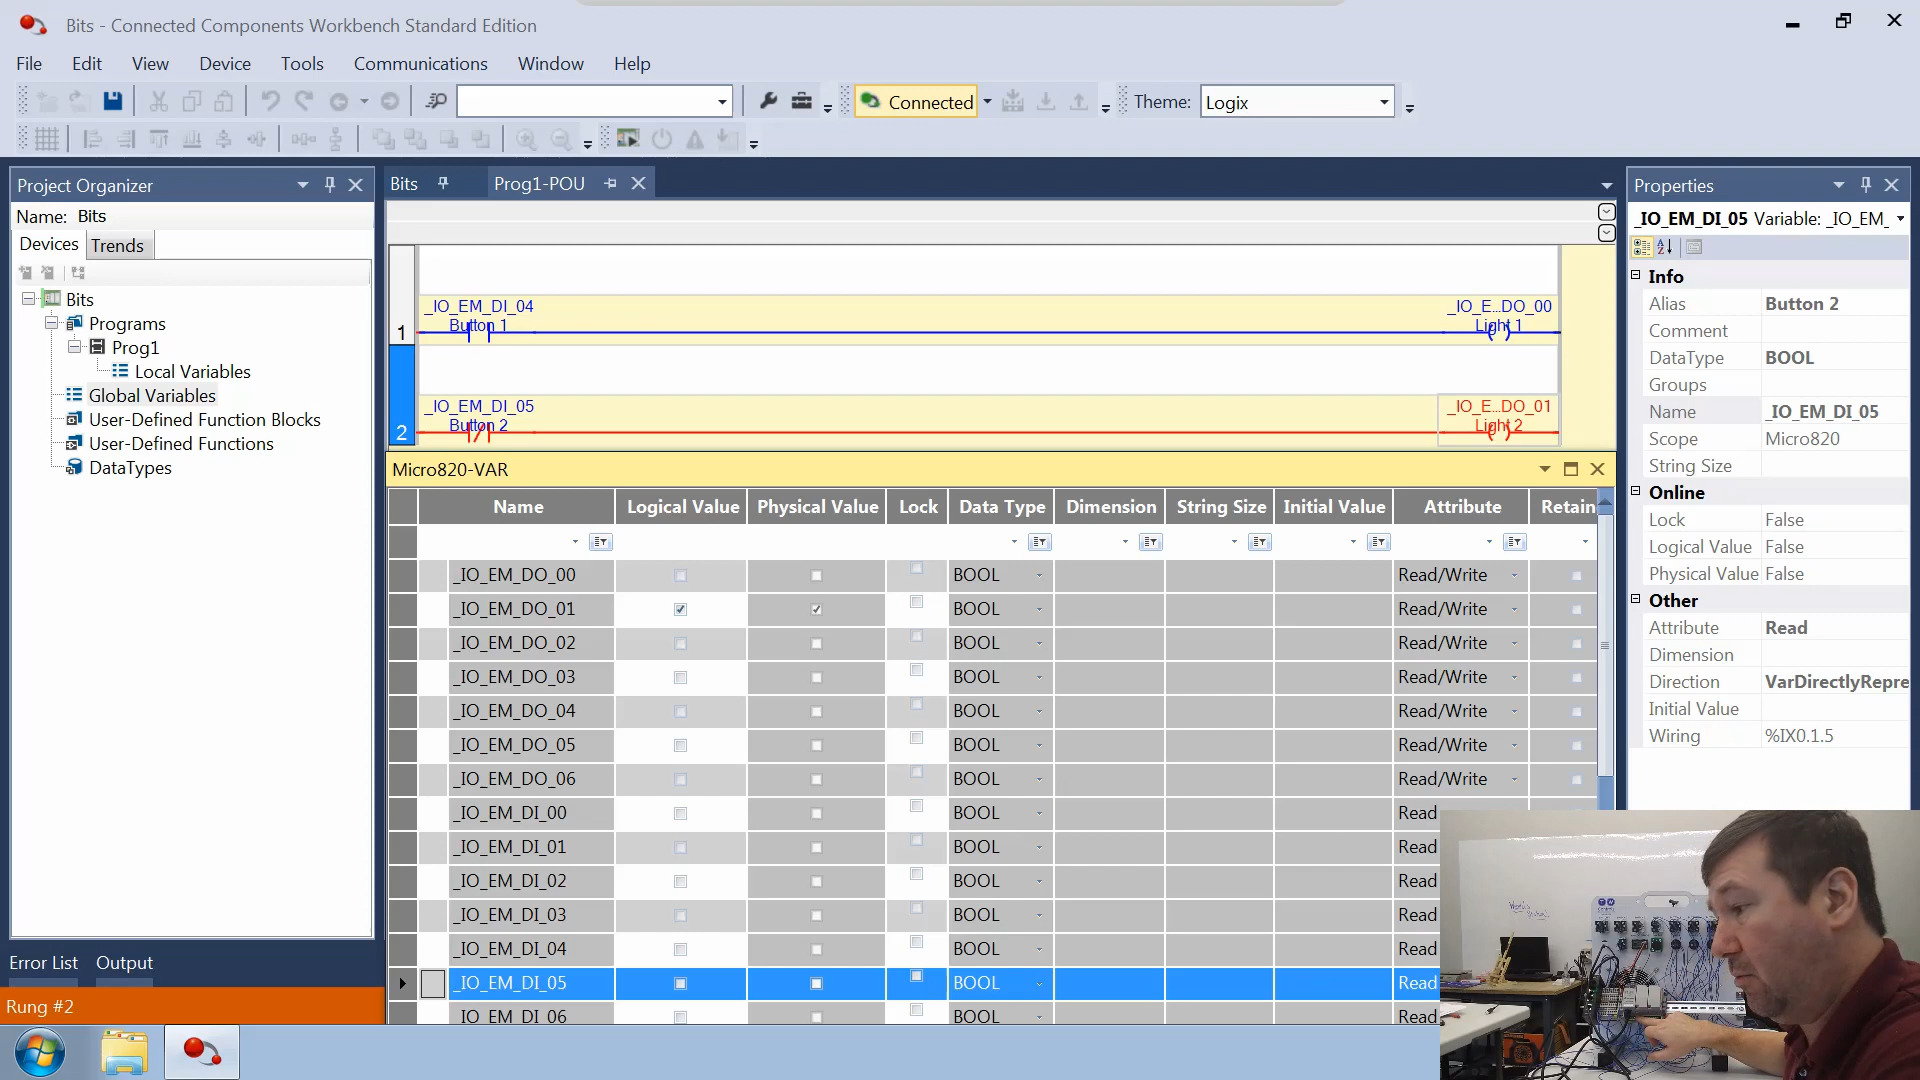 Bits - Connected Components Workbench Standard Edition
File Edit View Device Tools Communications Window Help
Connected Theme: Logix
Project Organizer
Name: Bits
Devices Trends
Bits
Programs
Prog1
Local Variables
Global Variables
User-Defined Function Blocks
User-Defined Functions
DataTypes
Error List Output
Rung #2
Bits Prog1-POU
_IO_EM_DI_04 _IO_E...DO_00
Button 1 Light 1
1
_IO_EM_DI_05 _IO_E...DO_01
Button 2 Light 2
2
Micro820-VAR
Name Logical Value Physical Value Lock Data Type Dimension String Size Initial Value Attribute Retain
_IO_EM_DO_00 BOOL Read/Write
_IO_EM_DO_01 BOOL Read/Write
_IO_EM_DO_02 BOOL Read/Write
_IO_EM_DO_03 BOOL Read/Write
_IO_EM_DO_04 BOOL Read/Write
_IO_EM_DO_05 BOOL Read/Write
_IO_EM_DO_06 BOOL Read/Write
_IO_EM_DI_00 BOOL Read
_IO_EM_DI_01 BOOL Read
_IO_EM_DI_02 BOOL Read
_IO_EM_DI_03 BOOL Read
_IO_EM_DI_04 BOOL Read
_IO_EM_DI_05 BOOL Read
_IO_EM_DI_06 BOOL Read
Properties
_IO_EM_DI_05 Variable: _IO_EM_
Info
Alias Button 2
Comment
DataType BOOL
Groups
Name _IO_EM_DI_05
Scope Micro820
String Size
Online
Lock False
Logical Value False
Physical Value False
Other
Attribute Read
Dimension
Direction VarDirectlyRepre
Initial Value
Wiring %IX0.1.5